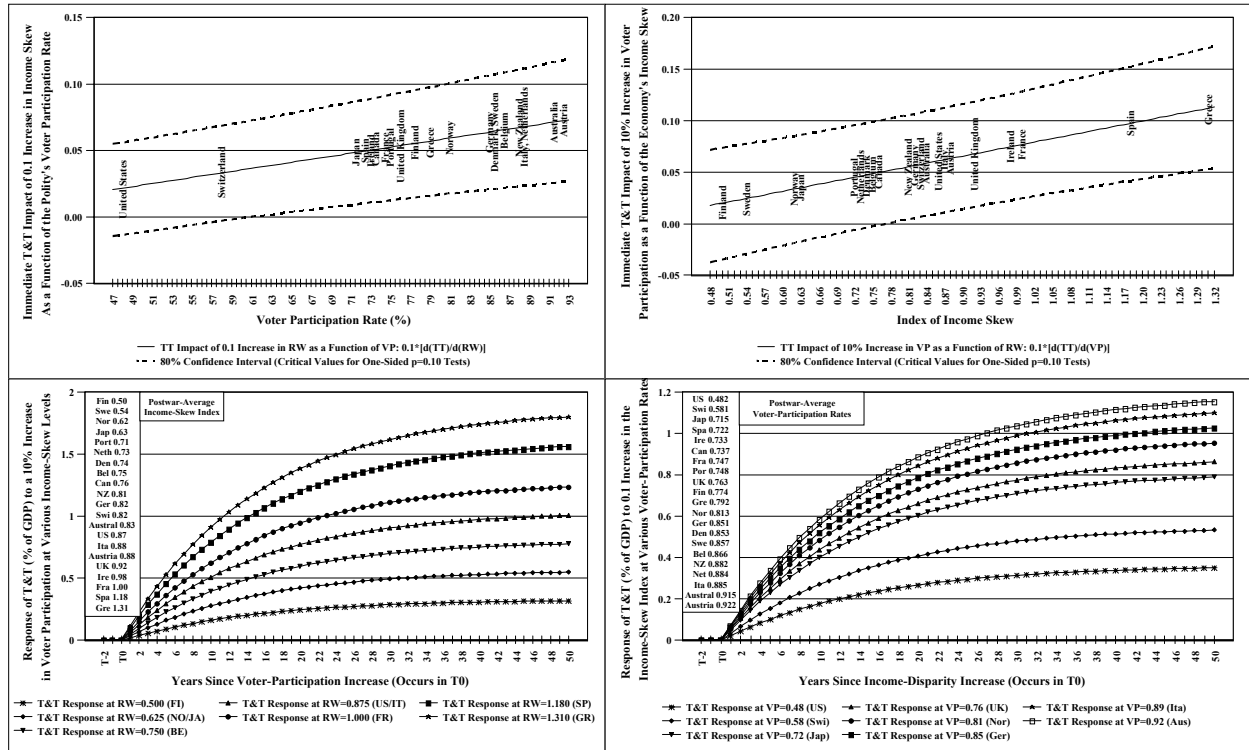 Immediate T&T Impact of 0.1 Increase in Income Skew
As a Function of the Polity's Voter Participation Rate
0.15
0.10
0.05
0.00
-0.05
United States
Switzerland
Japan
Spain
Ireland
Canada
France
Portugal
United Kingdom
Finland
Greece
Norway
Germany
Denmark, Sweden
Belgium
New Zealand
Italy, Netherlands
Australia
Austria
47 49 51 53 55 57 59 61 63 65 67 69 71 73 75 77 79 81 83 85 87 89 91 93
Voter Participation Rate (%)
TT Impact of 0.1 Increase in RW as a Function of VP: 0.1*[d(TT)/d(RW)]
80% Confidence Interval (Critical Values for One-Sided p=0.10 Tests)
Immediate T&T Impact of 10% Increase in Voter
Participation as a Function of the Economy's Income Skew
0.20
0.15
0.10
0.05
0.00
-0.05
Finland
Sweden
Norway
Japan
Portugal
Netherlands
Denmark
Belgium
Canada
New Zealand
Germany
Switzerland
Australia
United States
Italy
Austria
United Kingdom
Ireland
France
Spain
Greece
0.48 0.51 0.54 0.57 0.60 0.63 0.66 0.69 0.72 0.75 0.78 0.81 0.84 0.87 0.90 0.93 0.96 0.99 1.02 1.05 1.08 1.11 1.14 1.17 1.20 1.23 1.26 1.29 1.32
Index of Income Skew
TT Impact of 10% Increase in VP as a Function of RW: 0.1*[d(TT)/d(VP)]
80% Confidence Interval (Critical Values for One-Sided p=0.10 Tests)
Response of T&T (% of GDP) to a 10% Increase
in Voter Participation at Various Income-Skew Levels
2
1.5
1
0.5
0
Fin 0.50
Swe 0.54
Nor 0.62
Jap 0.63
Port 0.71
Neth 0.73
Den 0.74
Bel 0.75
Can 0.76
NZ 0.81
Ger 0.82
Swi 0.82
Austral 0.83
US 0.87
Ita 0.88
Austria 0.88
UK 0.92
Ire 0.98
Fra 1.00
Spa 1.18
Gre 1.31
Postwar-Average
Income-Skew Index
T-2 T0 2 4 6 8 10 12 14 16 18 20 22 24 26 28 30 32 34 36 38 40 42 44 46 48 50
Years Since Voter-Participation Increase (Occurs in T0)
T&T Response at RW=0.500 (FI)
T&T Response at RW=0.875 (US/IT)
T&T Response at RW=1.180 (SP)
T&T Response at RW=0.625 (NO/JA)
T&T Response at RW=1.000 (FR)
T&T Response at RW=1.310 (GR)
T&T Response at RW=0.750 (BE)
Response of T&T (% of GDP) to 0.1 Increase in the
Income-Skew Index at Various Voter-Participation Rates
1.2
1
0.8
0.6
0.4
0.2
0
US 0.482
Swi 0.581
Jap 0.715
Spa 0.722
Ire 0.733
Can 0.737
Fra 0.747
Por 0.748
UK 0.763
Fin 0.774
Gre 0.792
Nor 0.813
Ger 0.851
Den 0.853
Swe 0.857
Bel 0.866
NZ 0.882
Net 0.884
Ita 0.885
Austral 0.915
Austria 0.922
Postwar-Average
Voter-Participation Rates
T-2 T0 2 4 6 8 10 12 14 16 18 20 22 24 26 28 30 32 34 36 38 40 42 44 46 48 50
Years Since Income-Disparity Increase (Occurs in T0)
T&T Response at VP=0.48 (US)
T&T Response at VP=0.76 (UK)
T&T Response at VP=0.89 (Ita)
T&T Response at VP=0.58 (Swi)
T&T Response at VP=0.81 (Nor)
T&T Response at VP=0.92 (Aus)
T&T Response at VP=0.72 (Jap)
T&T Response at VP=0.85 (Ger)